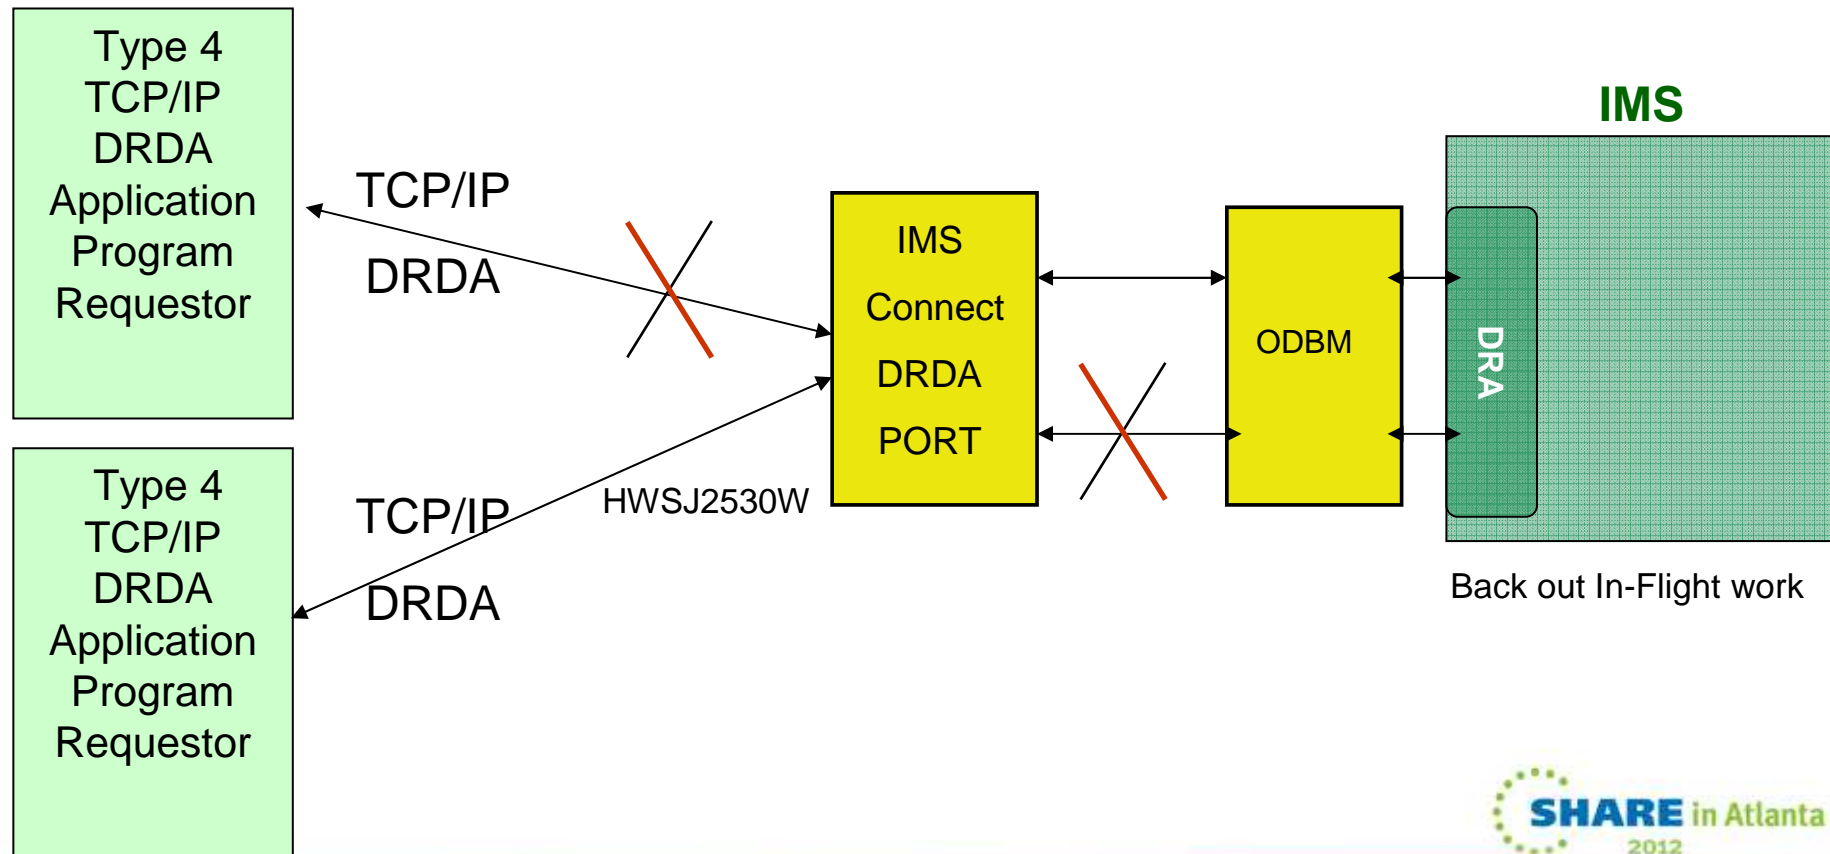 Type 4
TCP/IP
DRDA
Application
Program
Requestor
TCP/IP
DRDA
Type 4
TCP/IP
DRDA
Application
Program
Requestor
TCP/IP
DRDA
HWSJ2530W
IMS
Connect
DRDA
PORT
ODBM
IMS
DRA
Back out In-Flight work
SHARE in Atlanta
2012